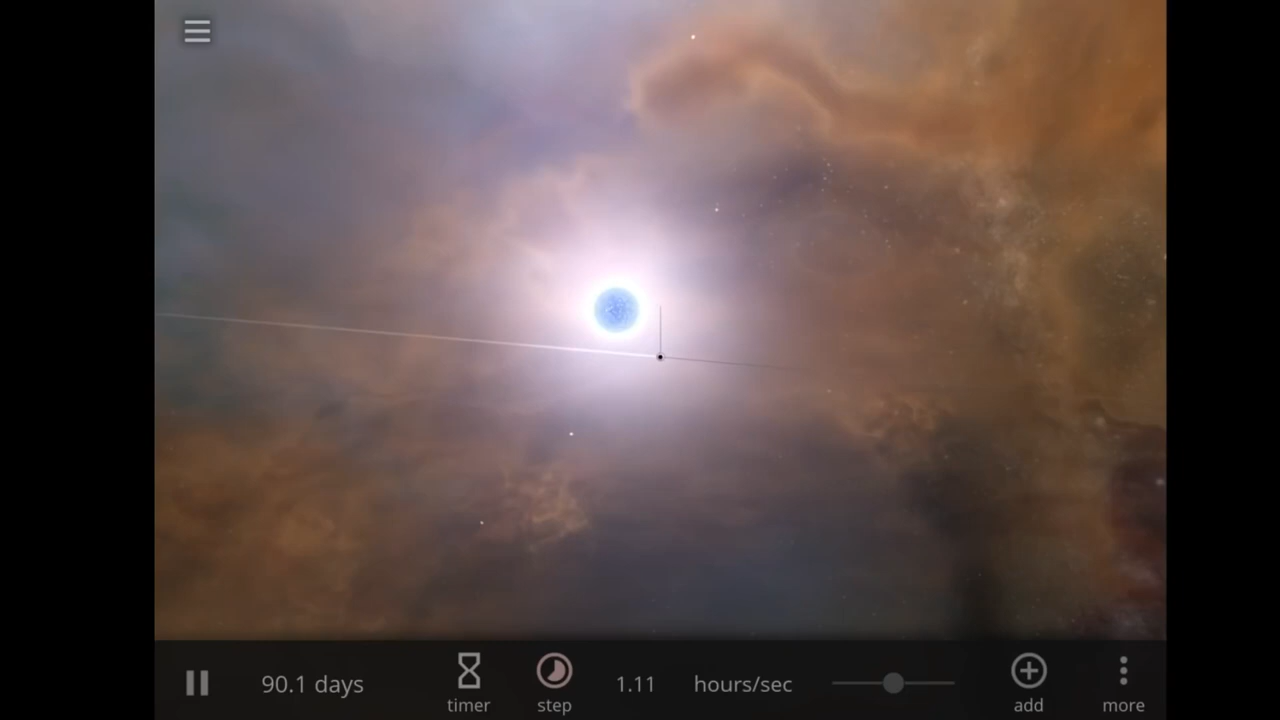 90.1 days
timer
step
1.11 hours/sec
add
more